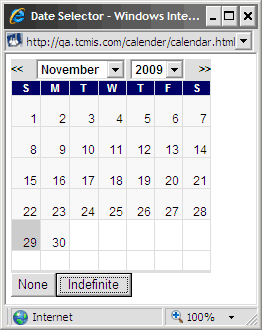 Date Selector - Windows Inte...
http://qa.tcmis.com/calender/calendar.html
<< November 2009 >>
S M T W T F S
1 2 3 4 5 6 7
8 9 10 11 12 13 14
15 16 17 18 19 20 21
22 23 24 25 26 27 28
29 30
None Indefinite
Internet 100%